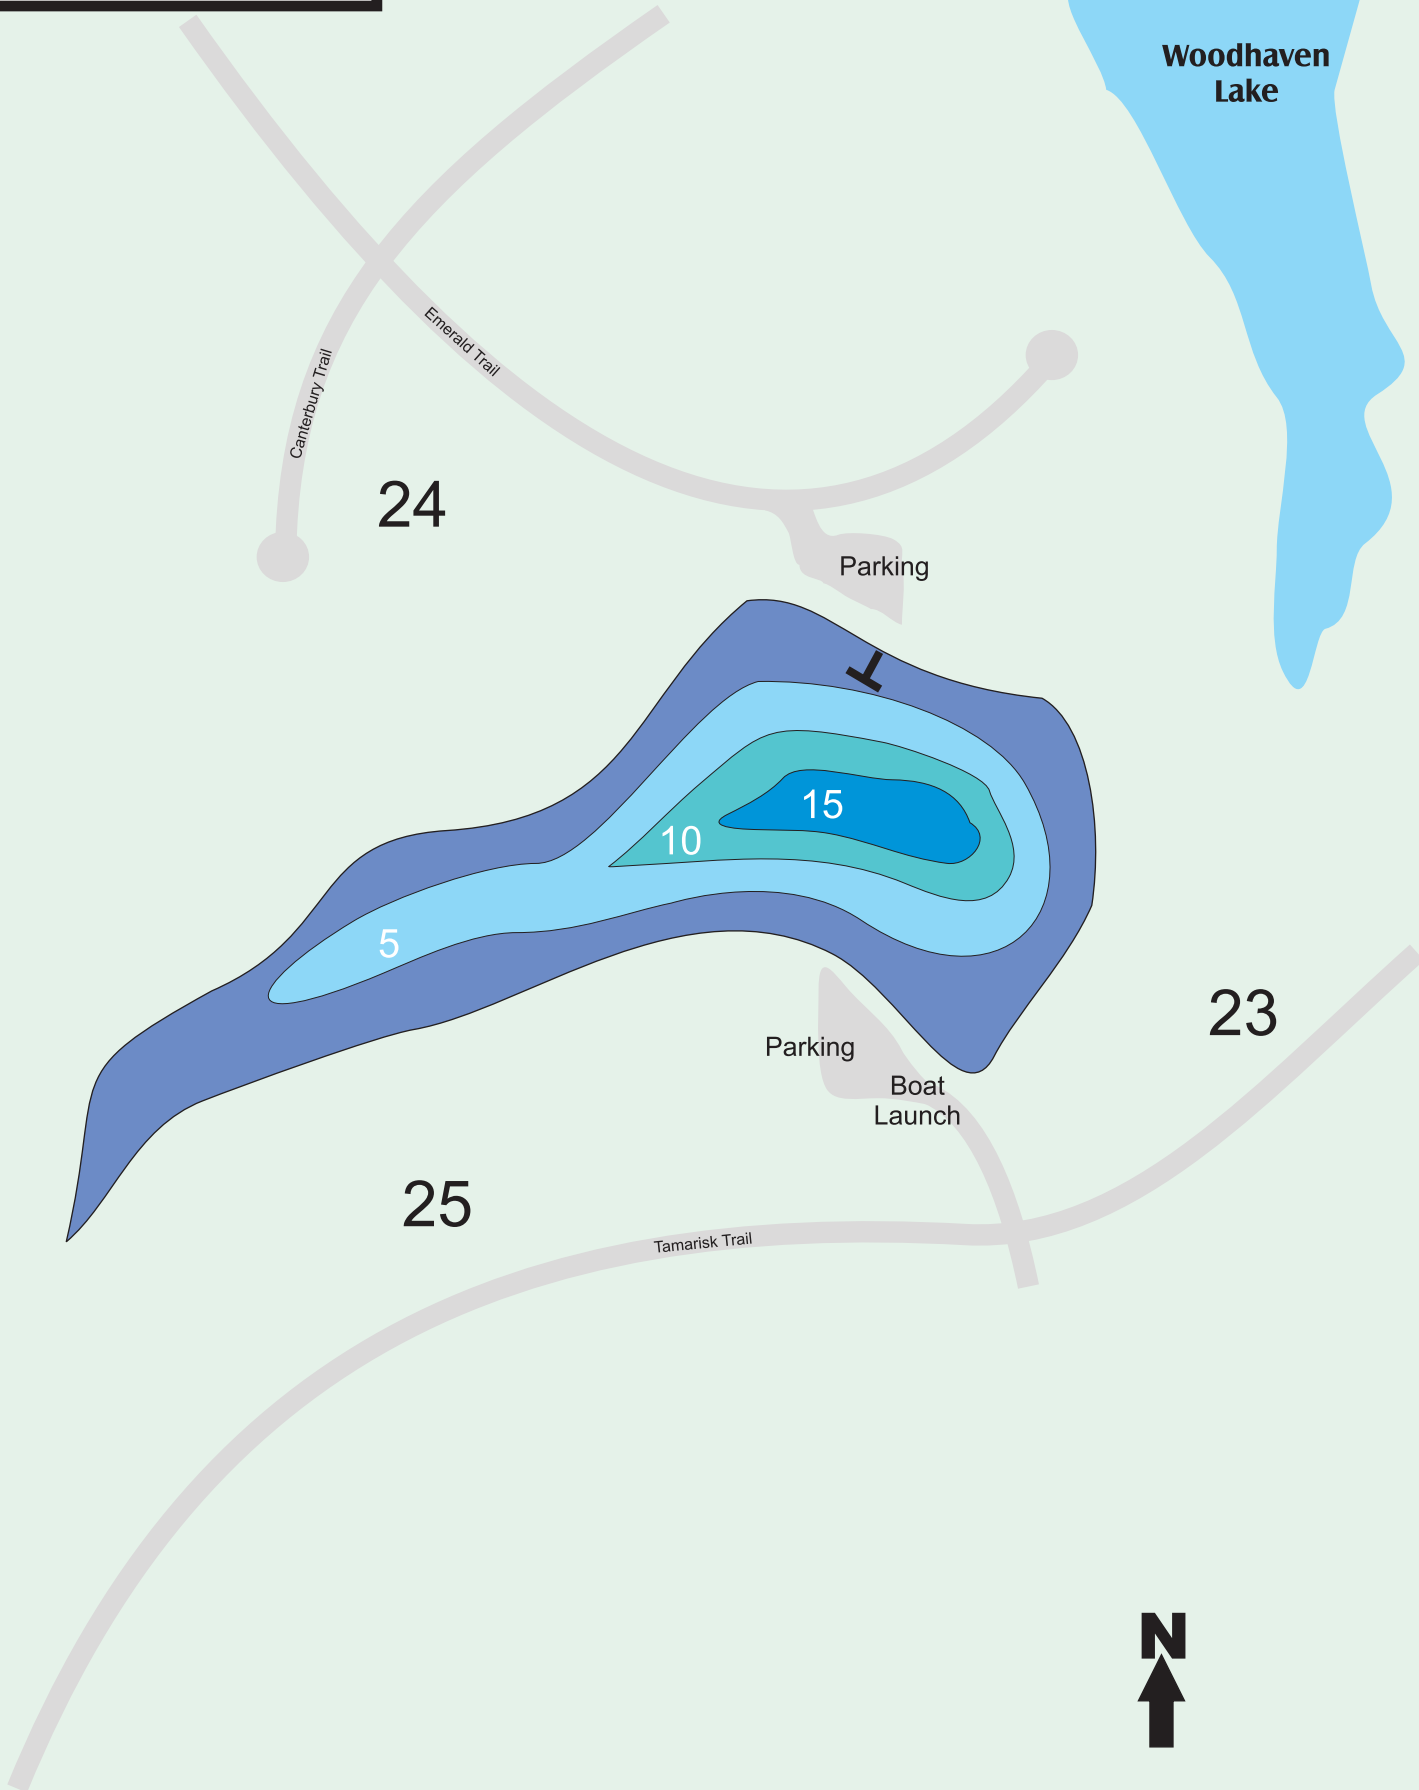 Woodhaven
Lake
Emerald Trail
Canterbury Trail
24
Parking
15
10
5
23
Parking
Boat
Launch
25
Tamarisk Trail
N